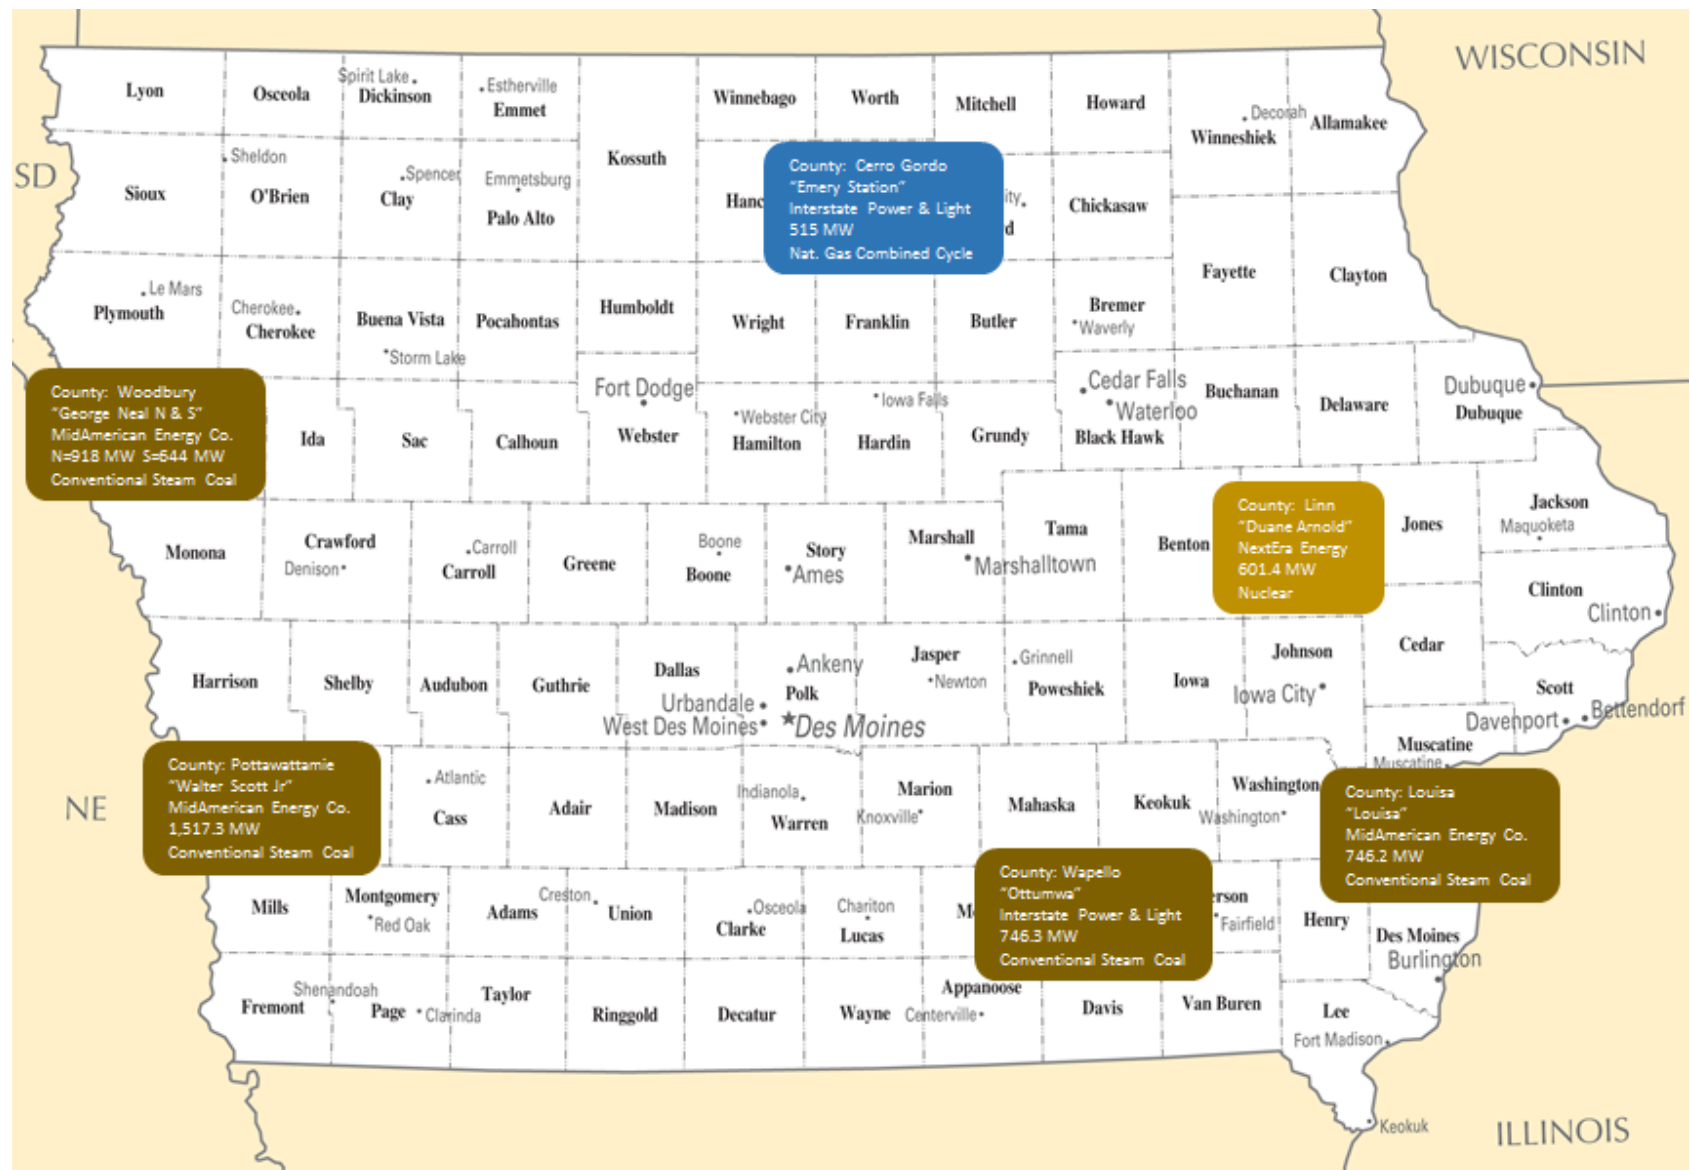 WISCONSIN
Lyon
Osceola
Spirit Lake
Dickinson
Estherville
Emmet
Winnebago
Worth
Mitchell
Howard
Decorah
Winneshiek
Allamakee
SD
Sioux
Sheldon
O'Brien
Spencer
Clay
Emmetsburg
Palo Alto
Kossuth
Hanc
County: Cerro Gordo
"Emery Station"
Interstate Power & Light
515 MW
Nat. Gas Combined Cycle
ity
d
Chickasaw
Fayette
Clayton
Le Mars
Plymouth
Cherokee
Cherokee
Buena Vista
Storm Lake
Pocahontas
Humboldt
Wright
Franklin
Butler
Bremer
Waverly
County: Woodbury
"George Neal N & S"
MidAmerican Energy Co.
N=918 MW S=644 MW
Conventional Steam Coal
Ida
Sac
Calhoun
Fort Dodge
Webster
Webster City
Hamilton
Iowa Falls
Hardin
Grundy
Cedar Falls
Waterloo
Black Hawk
Buchanan
Delaware
Dubuque
Dubuque
Monona
Crawford
Denison
Carroll
Carroll
Greene
Boone
Boone
Story
Ames
Marshall
Marshalltown
Tama
Benton
County: Linn
"Duane Arnold"
NextEra Energy
601.4 MW
Nuclear
Jones
Jackson
Maquoketa
Clinton
Clinton
Harrison
Shelby
Audubon
Guthrie
Dallas
Urbandale
West Des Moines
Ankeny
Polk
Des Moines
Jasper
Newton
Grinnell
Poweshiek
Iowa
Johnson
Iowa City
Cedar
Scott
Davenport
Bettendorf
Muscatine
Muscatine
NE
County: Pottawattamie
"Walter Scott Jr"
MidAmerican Energy Co.
1,517.3 MW
Conventional Steam Coal
Atlantic
Cass
Adair
Madison
Indianola
Warren
Marion
Knoxville
Mahaska
Keokuk
Washington
Washington
County: Louisa
"Louisa"
MidAmerican Energy Co.
746.2 MW
Conventional Steam Coal
Mills
Montgomery
Red Oak
Adams
Creston
Union
Osceola
Clarke
Chariton
Lucas
M
County: Wapello
"Ottumwa"
Interstate Power & Light
746.3 MW
Conventional Steam Coal
erson
Fairfield
Henry
Des Moines
Burlington
Fremont
Shenandoah
Page
Clarinda
Taylor
Ringgold
Decatur
Wayne
Appanoose
Centerville
Davis
Van Buren
Lee
Fort Madison
Keokuk
ILLINOIS